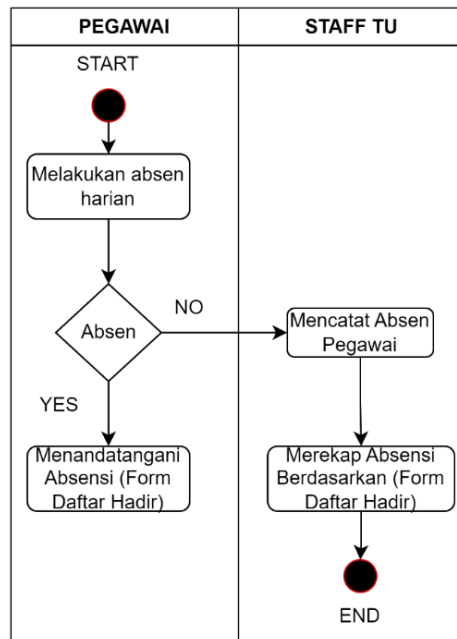 PEGAWAI
STAFF TU
START
Melakukan absen
harian
Absen
NO
Mencatat Absen
Pegawai
YES
Menandatangani
Absensi (Form
Daftar Hadir)
Merekap Absensi
Berdasarkan (Form
Daftar Hadir)
END